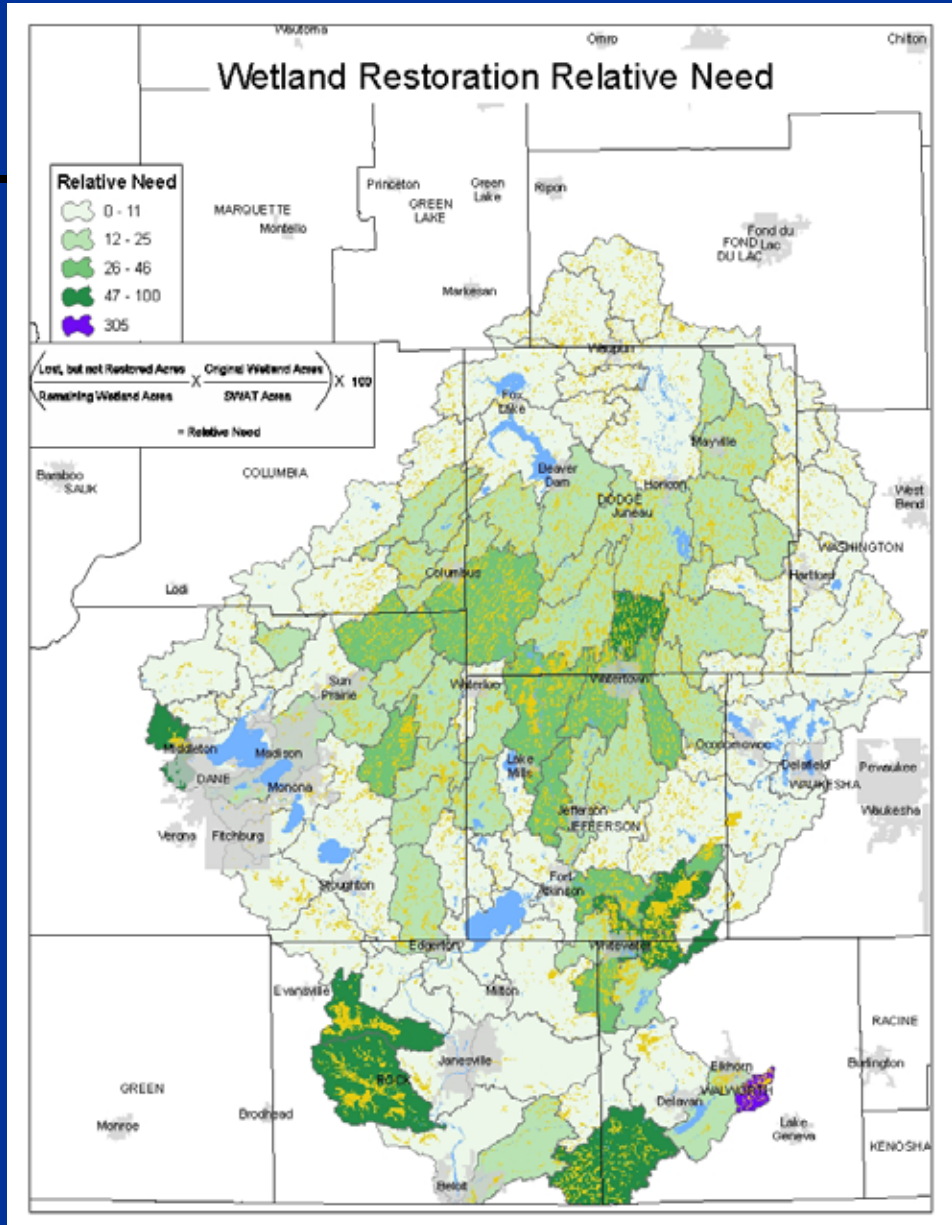 Wautoma
Omro
Chilton
Wetland Restoration Relative Need
Relative Need
0 - 11
12 - 25
26 - 46
47 - 100
305
Lost, but not Restored Acres
Remaining Wetland Acres
X
Original Wetland Acres
SWAT Acres
X 100
= Relative Need
MARQUETTE
Montello
Princeton
GREEN
LAKE
Green
Lake
Ripon
Fond du
Lac
FOND
DU LAC
Markesan
Waupun
Fox
Lake
Mayville
Beaver
Dam
Horicon
DODGE
Juneau
Baraboo
SAUK
COLUMBIA
West
Bend
WASHINGTON
Hartford
Columbus
Lodi
Sun
Prairie
Waterloo
Watertown
Middleton
Madison
DANE
Monona
Lake
Mills
Oconomowoc
Delafield
WAUKESHA
Pewaukee
Waukesha
Verona
Fitchburg
Jefferson
JEFFERSON
Stoughton
Fort
Atkinson
Edgerton
Whitewater
Evansville
Milton
RACINE
Janesville
ROCK
Elkhorn
WALWORTH
Burlington
GREEN
Monroe
Brodhead
Delavan
Lake
Geneva
KENOSHA
Beloit